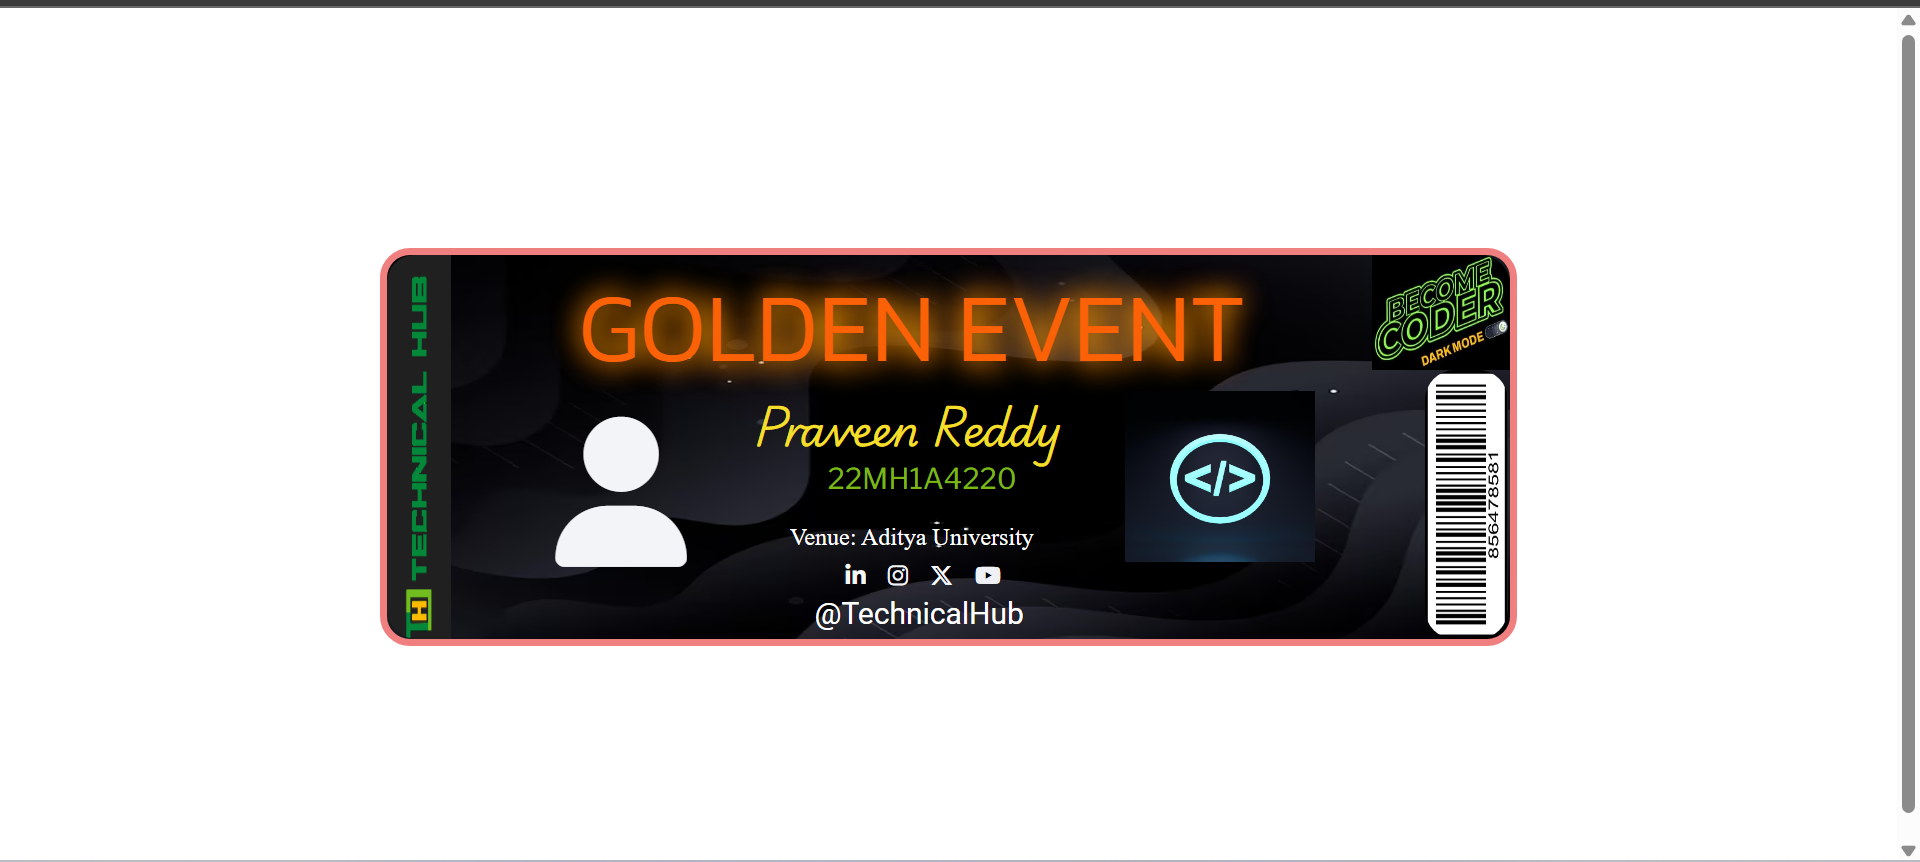 TECHNICAL HUB
GOLDEN EVENT
Praveen Reddy
22MH1A4220
Venue: Aditya University
@TechnicalHub
</>
BECOME
CODER
DARK MODE
856478581